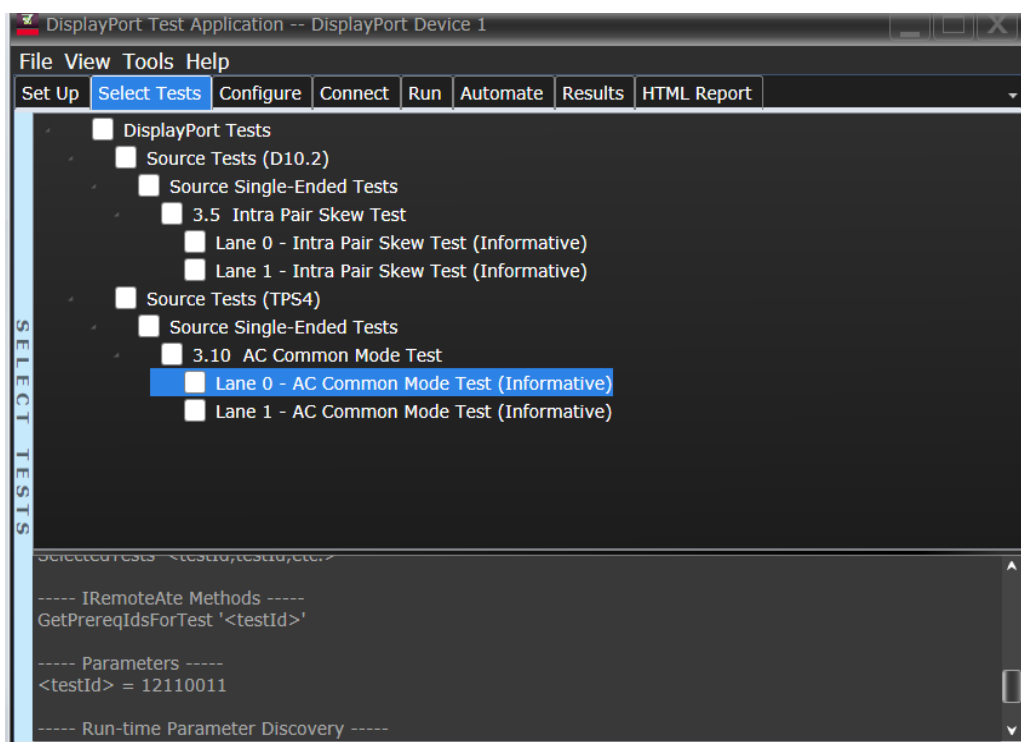 DisplayPort Test Application -- DisplayPort Device 1
File View Tools Help
Set Up Select Tests Configure Connect Run Automate Results HTML Report
DisplayPort Tests
Source Tests (D10.2)
Source Single-Ended Tests
3.5 Intra Pair Skew Test
Lane 0 - Intra Pair Skew Test (Informative)
Lane 1 - Intra Pair Skew Test (Informative)
Source Tests (TPS4)
Source Single-Ended Tests
3.10 AC Common Mode Test
Lane 0 - AC Common Mode Test (Informative)
Lane 1 - AC Common Mode Test (Informative)
SELECT TESTS
SelectedTests '<testId,testId,etc.>'
----- IRemoteAte Methods -----
GetPrereqIdsForTest '<testId>'
----- Parameters -----
<testId> = 12110011
----- Run-time Parameter Discovery -----